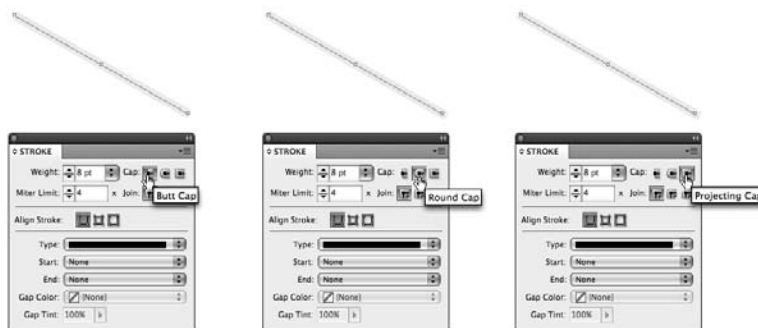 STROKE
Weight: 8 pt Cap:
Butt Cap
Miter Limit: 4 x Join:
Align Stroke:
Type:
Start: None
End: None
Gap Color: [None]
Gap Tint: 100%
STROKE
Weight: 8 pt Cap:
Round Cap
Miter Limit: 4 x Join:
Align Stroke:
Type:
Start: None
End: None
Gap Color: [None]
Gap Tint: 100%
STROKE
Weight: 8 pt Cap:
Projecting Cap
Miter Limit: 4 x Join:
Align Stroke:
Type:
Start: None
End: None
Gap Color: [None]
Gap Tint: 100%